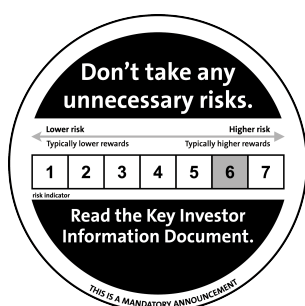 Don't take any
unnecessary risks.
Lower risk Higher risk
Typically lower rewards Typically higher rewards
1 2 3 4 5 6 7
risk indicator
Read the Key Investor
Information Document.
THIS IS A MANDATORY ANNOUNCEMENT